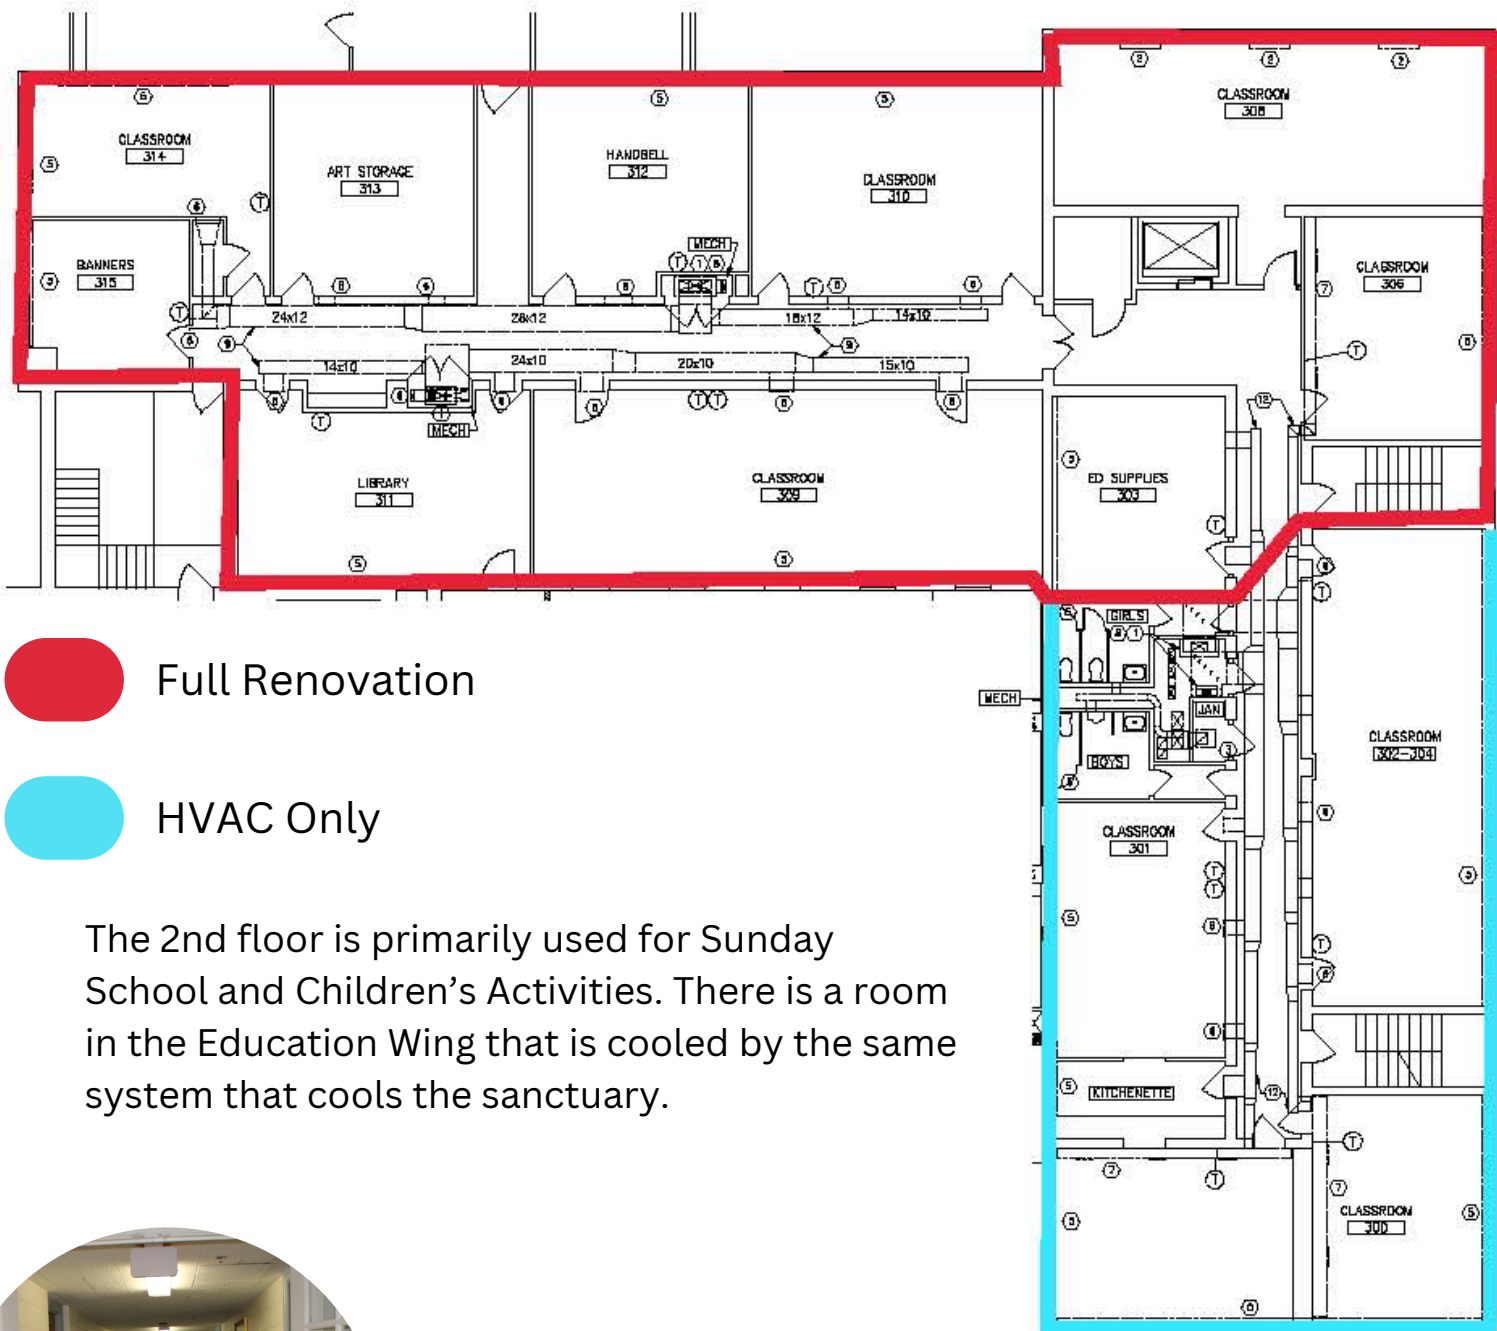 CLASSROOM
308
CLASSROOM
314
ART STORAGE
313
HANDBELL
312
CLASSROOM
310
MECH
BANNERS
315
CLASSROOM
306
24x12
28x12
18x12
14x10
14x10
24x10
20x10
15x10
MECH
LIBRARY
311
CLASSROOM
309
ED SUPPLIES
303
12
GIRLS
MECH
JAN
BOYS
CLASSROOM
302-304
CLASSROOM
301
KITCHENETTE
12
CLASSROOM
300
Full Renovation
HVAC Only
The 2nd floor is primarily used for Sunday
School and Children’s Activities. There is a room
in the Education Wing that is cooled by the same
system that cools the sanctuary.